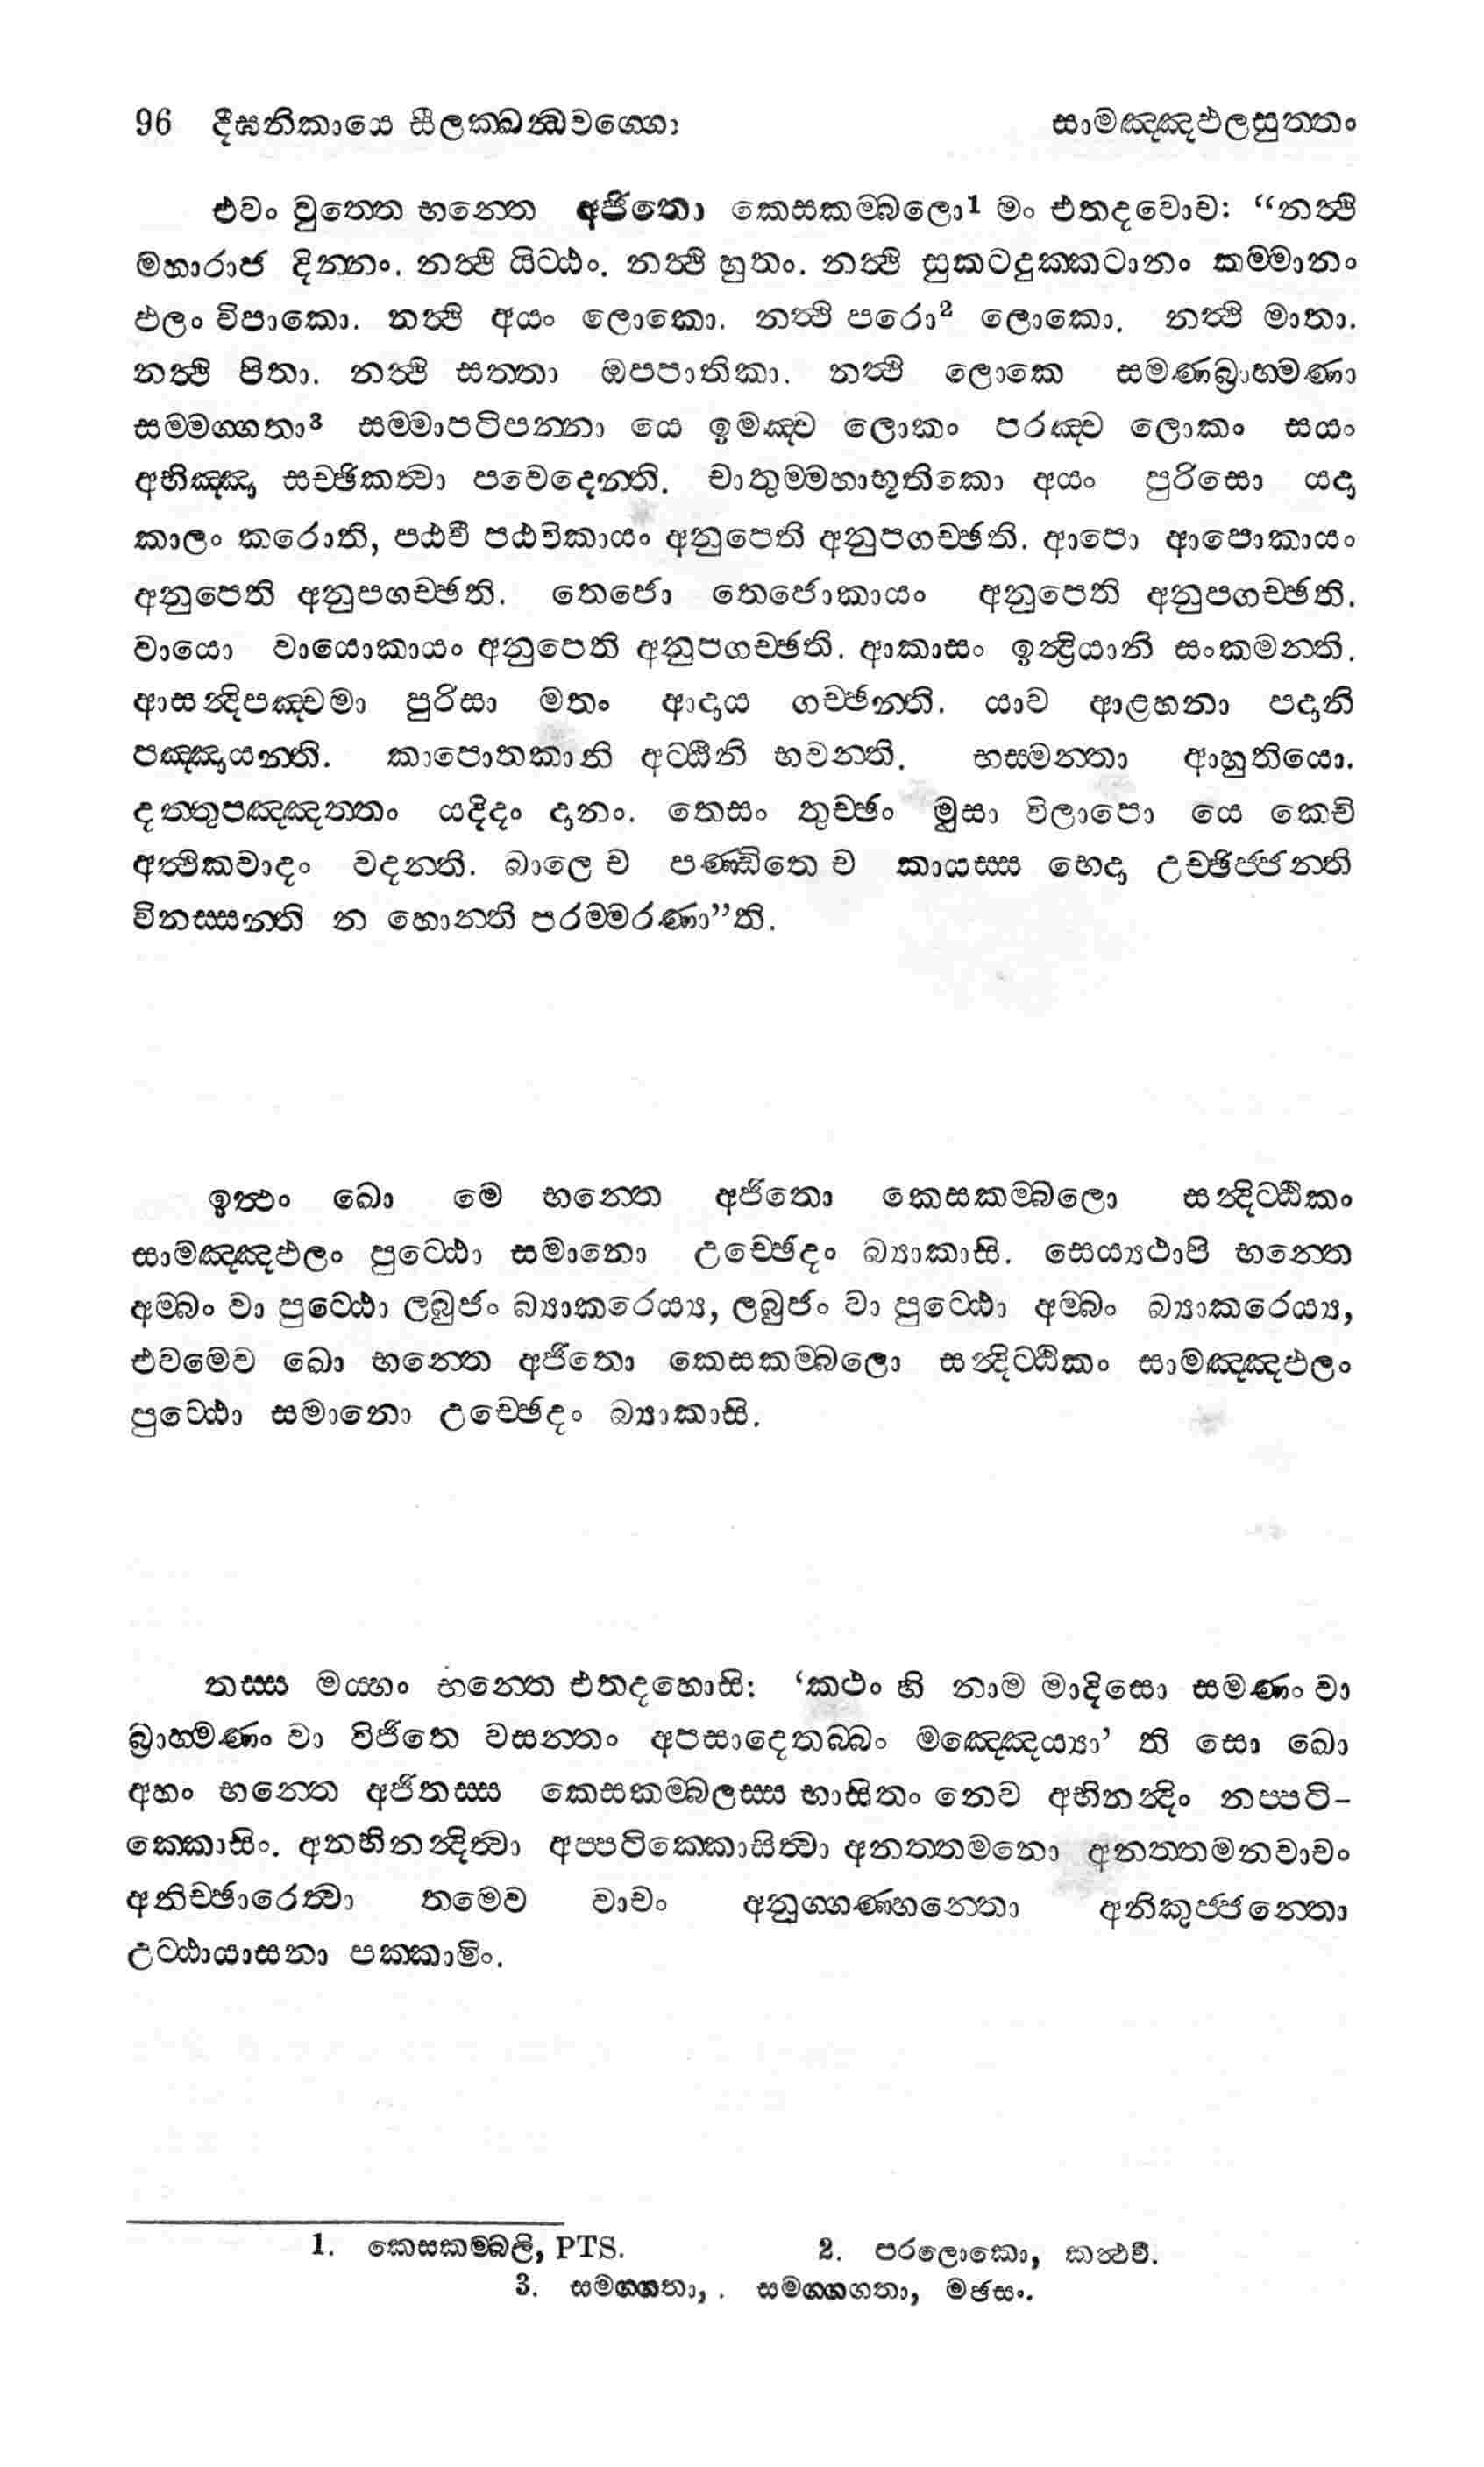 96 දීඝනිකායෙ සීලක්ඛන්ධවග්ගො සාමඤ්ඤඵලසුත්තං
එවං වුත්තෙ භන්තෙ අජිතො කෙසකම්බලො¹ මං එතදවොච: “නත්ථි
මහාරාජ දින්නං. නත්ථි යිට්ඨං. නත්ථි හුතං. නත්ථි සුකටදුක්කටානං කම්මානං
ඵලං විපාකො. නත්ථි අයං ලොකො. නත්ථි පරො² ලොකො. නත්ථි මාතා.
නත්ථි පිතා. නත්ථි සත්තා ඔපපාතිකා. නත්ථි ලොකෙ සමණබ්‍රාහ්මණා
සම්මග්ගතා³ සම්මාපටිපන්නා යෙ ඉමඤ්ච ලොකං පරඤ්ච ලොකං සයං
අභිඤ්ඤා සච්ඡිකත්වා පවෙදෙන්ති. චාතුම්මහාභූතිකො අයං පුරිසො යදා
කාලං කරොති, පඨවී පඨවිකායං අනුපෙති අනුපගච්ඡති. ආපො ආපොකායං
අනුපෙති අනුපගච්ඡති. තෙජො තෙජොකායං අනුපෙති අනුපගච්ඡති.
වායො වායොකායං අනුපෙති අනුපගච්ඡති. ආකාසං ඉන්ද්‍රියානි සංකමන්ති.
ආසන්දිපඤ්චමා පුරිසා මතං ආදාය ගච්ඡන්ති. යාව ආළහනා පදානි
පඤ්ඤායන්ති. කාපොතකානි අට්ඨීනි භවන්ති. භස්මන්තා ආහුතියො.
දත්තුපඤ්ඤත්තං යදිදං දානං. තෙසං තුච්ඡං මුසා විලාපො යෙ කෙචි
අත්ථිකවාදං වදන්ති. බාලෙ ච පණ්ඩිතෙ ච කායස්ස භෙදා උච්ඡිජ්ජන්ති
විනස්සන්ති න හොන්ති පරම්මරණා”ති.
ඉත්ථං ඛො මෙ භන්තෙ අජිතො කෙසකම්බලො සන්දිට්ඨිකං
සාමඤ්ඤඵලං පුට්ඨො සමානො උච්ඡෙදං බ්‍යාකාසි. සෙය්‍යථාපි භන්තෙ
අම්බං වා පුට්ඨො ලබුජං බ්‍යාකරෙය්‍ය, ලබුජං වා පුට්ඨො අම්බං බ්‍යාකරෙය්‍ය,
එවමෙව ඛො භන්තෙ අජිතො කෙසකම්බලො සන්දිට්ඨිකං සාමඤ්ඤඵලං
පුට්ඨො සමානො උච්ඡෙදං බ්‍යාකාසි.
තස්ස මය්හං භන්තෙ එතදහොසි: ‘කථං හි නාම මාදිසො සමණං වා
බ්‍රාහ්මණං වා විජිතෙ වසන්තං අපසාදෙතබ්බං මඤ්ඤෙය්‍යා’ ති සො ඛො
අහං භන්තෙ අජිතස්ස කෙසකම්බලස්ස භාසිතං නෙව අභිනන්දිං නප්පටි-
ක්කොසිං. අනභිනන්දිත්වා අප්පටික්කොසිත්වා අනත්තමනො අනත්තමනවාචං
අනිච්ඡාරෙත්වා තමෙව වාචං අනුග්ගණ්හන්තො අනිකුජ්ජන්තො
උට්ඨායාසනා පක්කාමිං.
1. කෙසකම්බලි, PTS. 2. පරලොකො, කත්ථචි.
3. සමග්ගතා, . සමග්ගගතා, මඡසං.